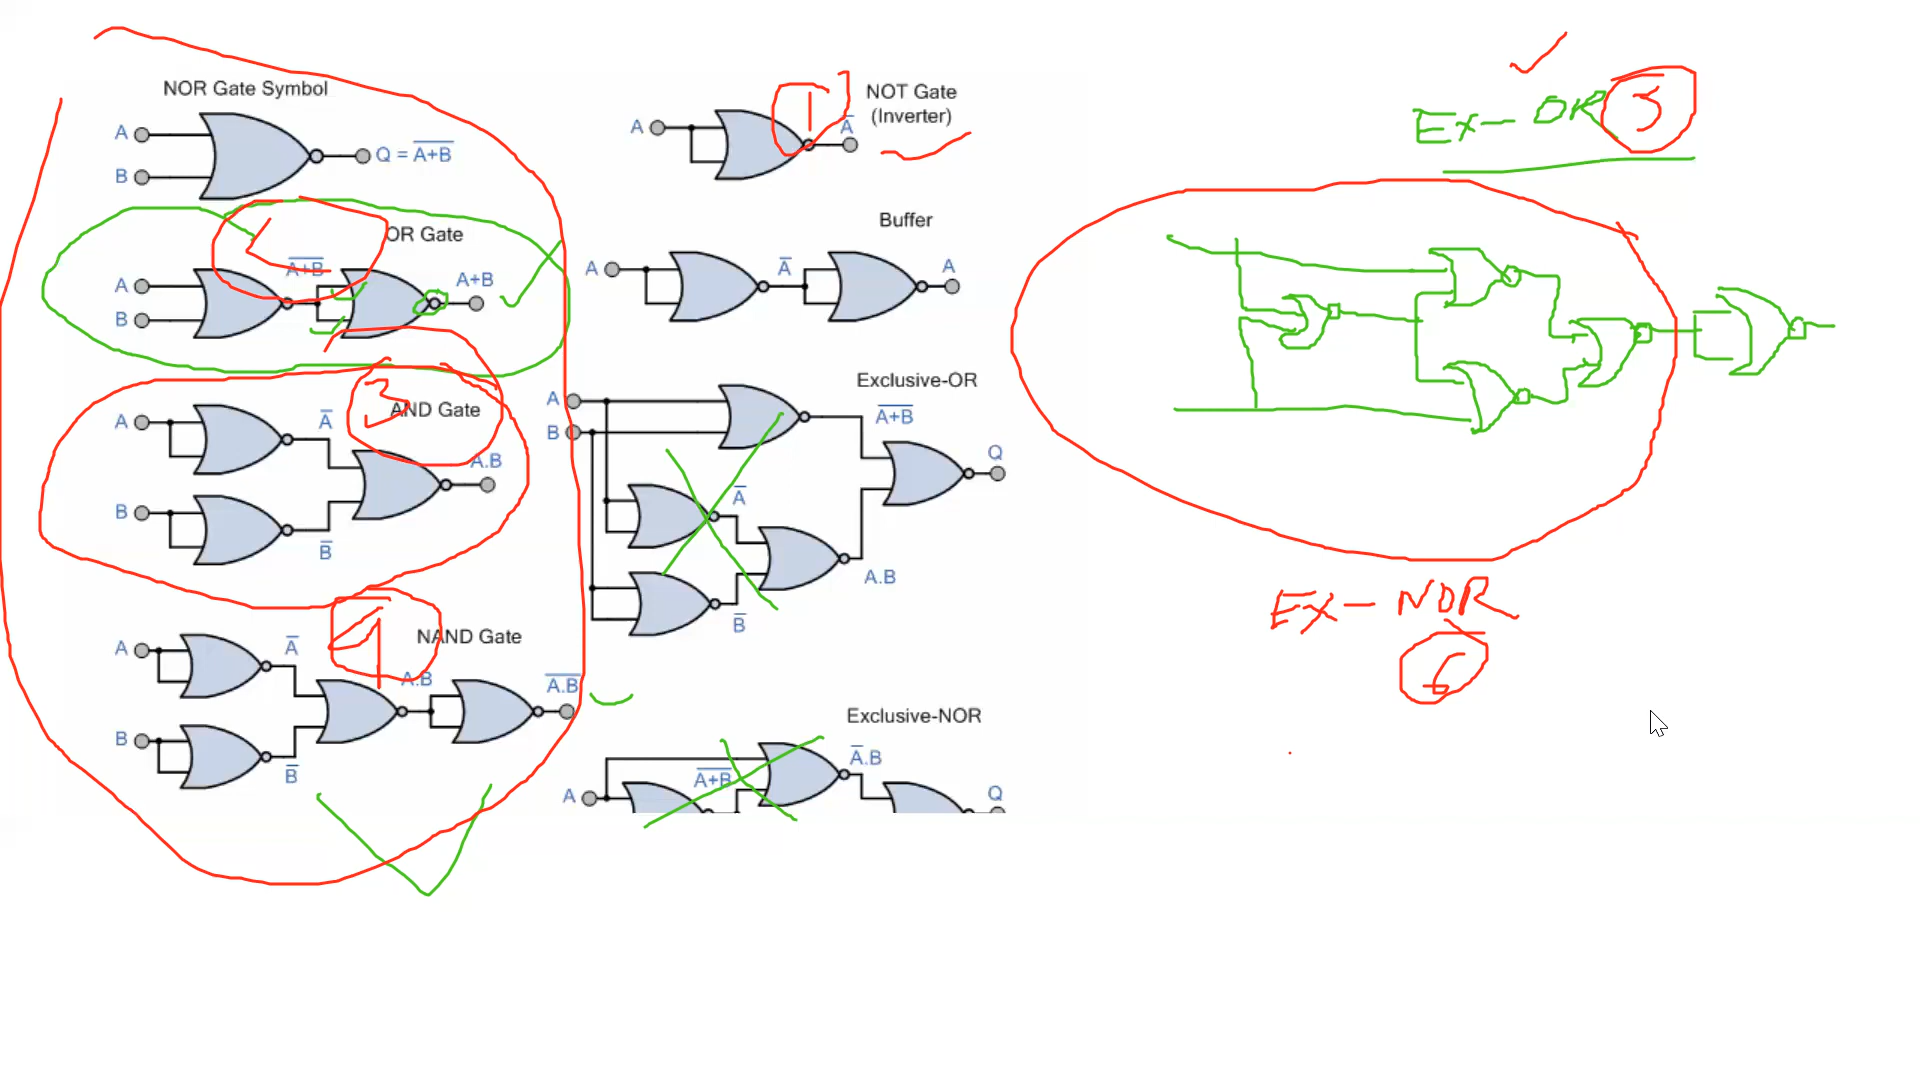 NOR Gate Symbol
A
B
Q = A̅+̅B̅
OR Gate
A̅+̅B̅
A
B
A+B
AND Gate
A
A̅
A.B
B
B̅
NAND Gate
A
A̅
A.B
A̅.̅B̅
B
B̅
NOT Gate
(Inverter)
1
A
A̅
Buffer
A
A̅
A
Exclusive-OR
A
B
A̅+̅B̅
Q
A̅
A.B
B̅
Exclusive-NOR
A̅+̅B̅
A̅.B
A
Q
3
4
Ex-OR 5
EX-NOR
6